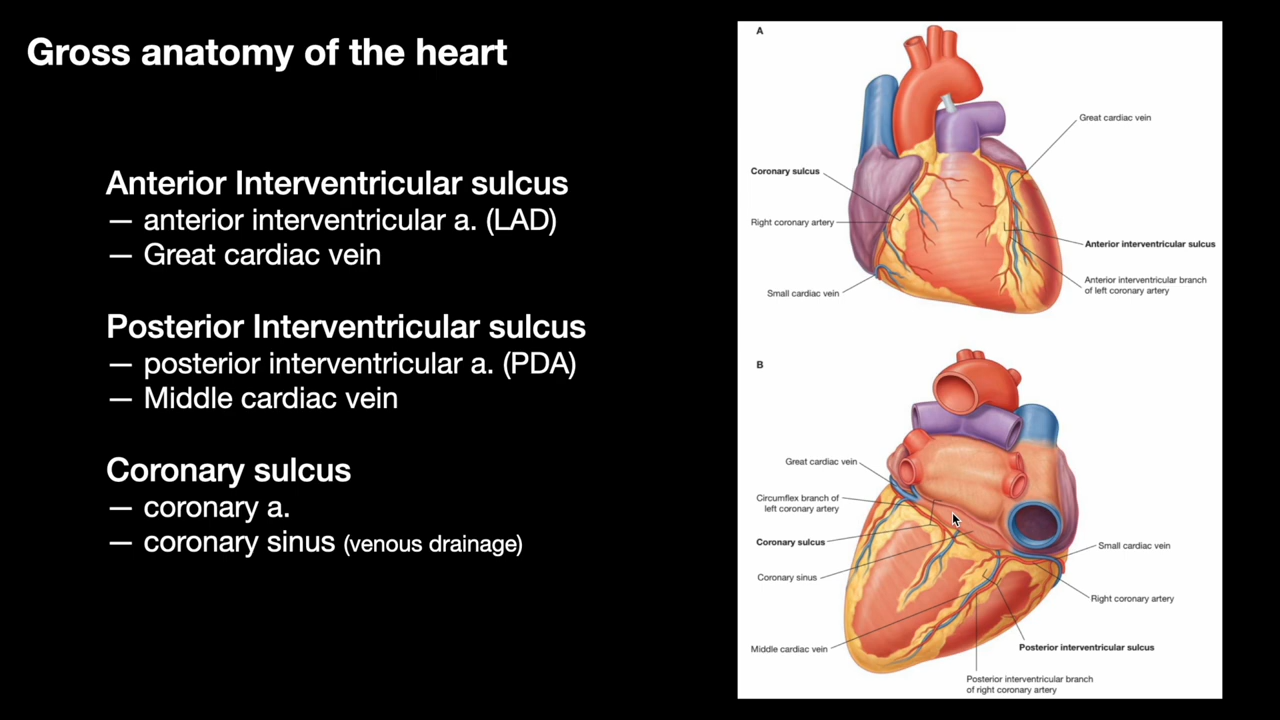 Gross anatomy of the heart
Anterior Interventricular sulcus
— anterior interventricular a. (LAD)
— Great cardiac vein
Posterior Interventricular sulcus
— posterior interventricular a. (PDA)
— Middle cardiac vein
Coronary sulcus
— coronary a.
— coronary sinus (venous drainage)
A
Great cardiac vein
Coronary sulcus
Right coronary artery
Anterior interventricular sulcus
Anterior interventricular branch
of left coronary artery
Small cardiac vein
B
Great cardiac vein
Circumflex branch of
left coronary artery
Coronary sulcus
Small cardiac vein
Coronary sinus
Right coronary artery
Middle cardiac vein
Posterior interventricular sulcus
Posterior interventricular branch
of right coronary artery